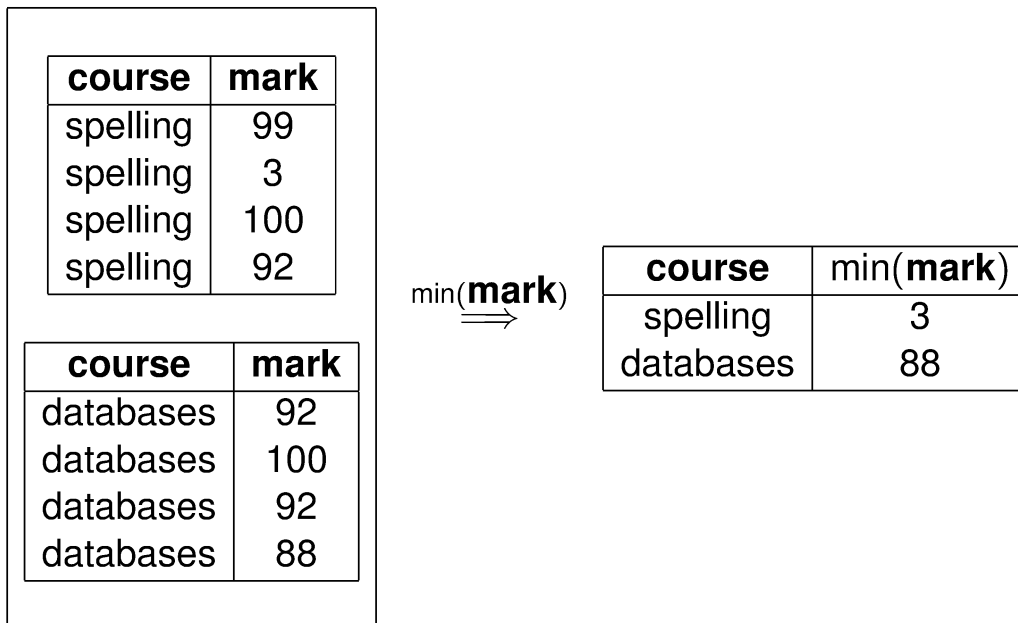 course mark
spelling 99
spelling 3
spelling 100
spelling 92
course mark
databases 92
databases 100
databases 92
databases 88
min(mark)
⟹
course min(mark)
spelling 3
databases 88